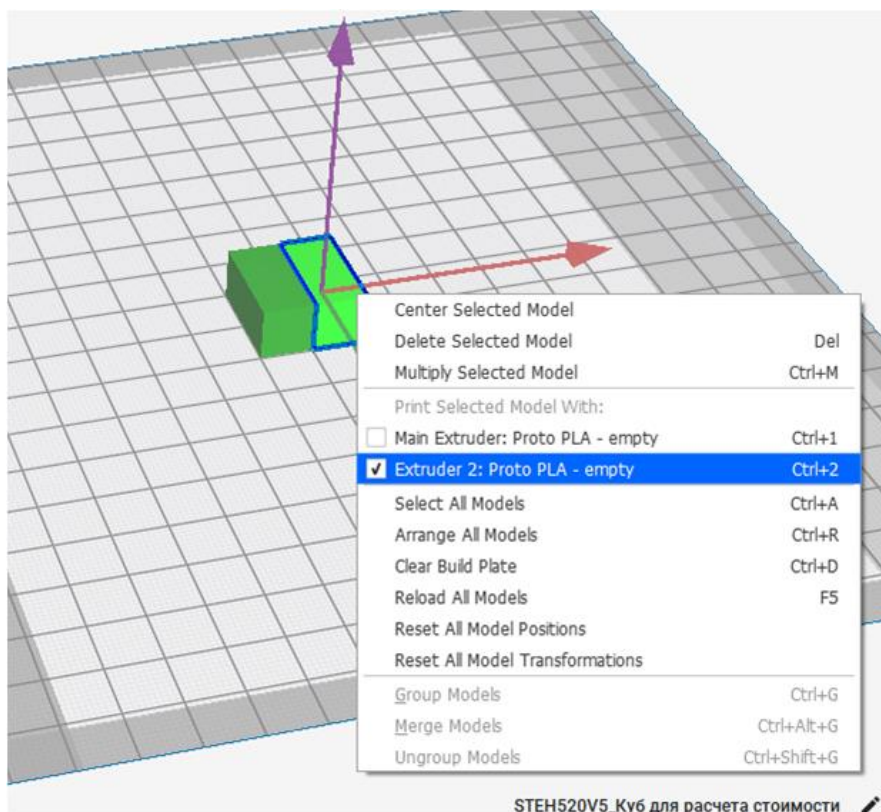 Center Selected Model
Delete Selected Model Del
Multiply Selected Model Ctrl+M
Print Selected Model With:
Main Extruder: Proto PLA - empty Ctrl+1
Extruder 2: Proto PLA - empty Ctrl+2
Select All Models Ctrl+A
Arrange All Models Ctrl+R
Clear Build Plate Ctrl+D
Reload All Models F5
Reset All Model Positions
Reset All Model Transformations
Group Models Ctrl+G
Merge Models Ctrl+Alt+G
Ungroup Models Ctrl+Shift+G
STEH520V5_Куб для расчета стоимости